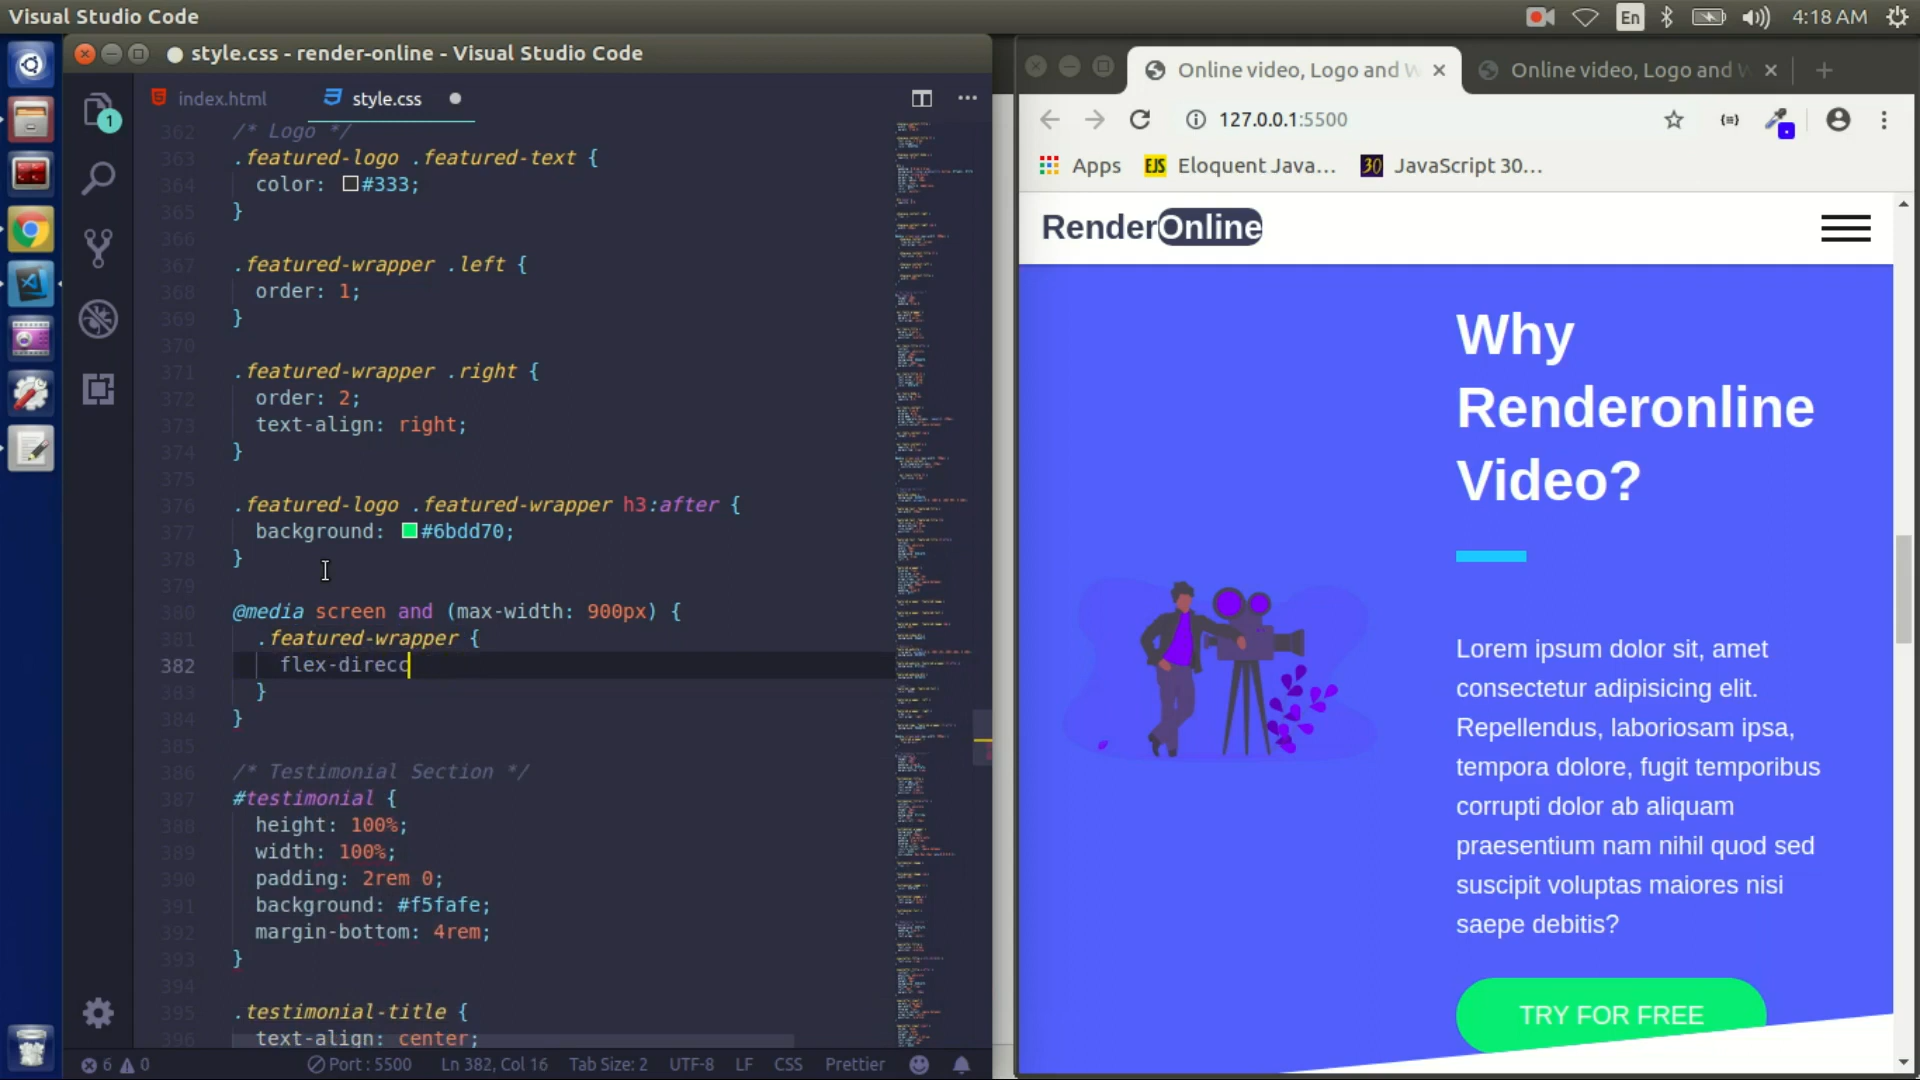 Visual Studio Code
En
4:18 AM
style.css - render-online - Visual Studio Code
index.html
style.css
1
362 /* Logo */
363 .featured-logo .featured-text {
364 color: #333;
365 }
366
367 .featured-wrapper .left {
368 order: 1;
369 }
370
371 .featured-wrapper .right {
372 order: 2;
373 text-align: right;
374 }
375
376 .featured-logo .featured-wrapper h3:after {
377 background: #6bdd70;
378 }
379
380 @media screen and (max-width: 900px) {
381 .featured-wrapper {
382 flex-direcc
383 }
384 }
385
386 /* Testimonial Section */
387 #testimonial {
388 height: 100%;
389 width: 100%;
390 padding: 2rem 0;
391 background: #f5fafe;
392 margin-bottom: 4rem;
393 }
394
395 .testimonial-title {
396 text-align: center;
6 0 Port : 5500 Ln 382, Col 16 Tab Size: 2 UTF-8 LF CSS Prettier
Online video, Logo and
Online video, Logo and
127.0.0.1:5500
Apps
EJS Eloquent Java...
30 JavaScript 30...
RenderOnline
Why
Renderonline
Video?
Lorem ipsum dolor sit, amet
consectetur adipisicing elit.
Repellendus, laboriosam ipsa,
tempora dolore, fugit temporibus
corrupti dolor ab aliquam
praesentium nam nihil quod sed
suscipit voluptas maiores nisi
saepe debitis?
TRY FOR FREE